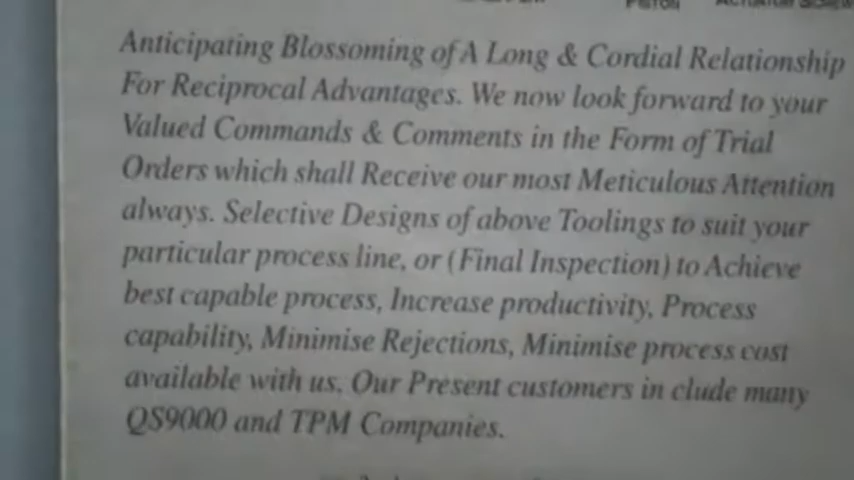 PISTON ACTUATOR SCREW
Anticipating Blossoming of A Long & Cordial Relationship
For Reciprocal Advantages. We now look forward to your
Valued Commands & Comments in the Form of Trial
Orders which shall Receive our most Meticulous Attention
always. Selective Designs of above Toolings to suit your
particular process line, or (Final Inspection) to Achieve
best capable process, Increase productivity, Process
capability, Minimise Rejections, Minimise process cost
available with us. Our Present customers in clude many
QS9000 and TPM Companies.